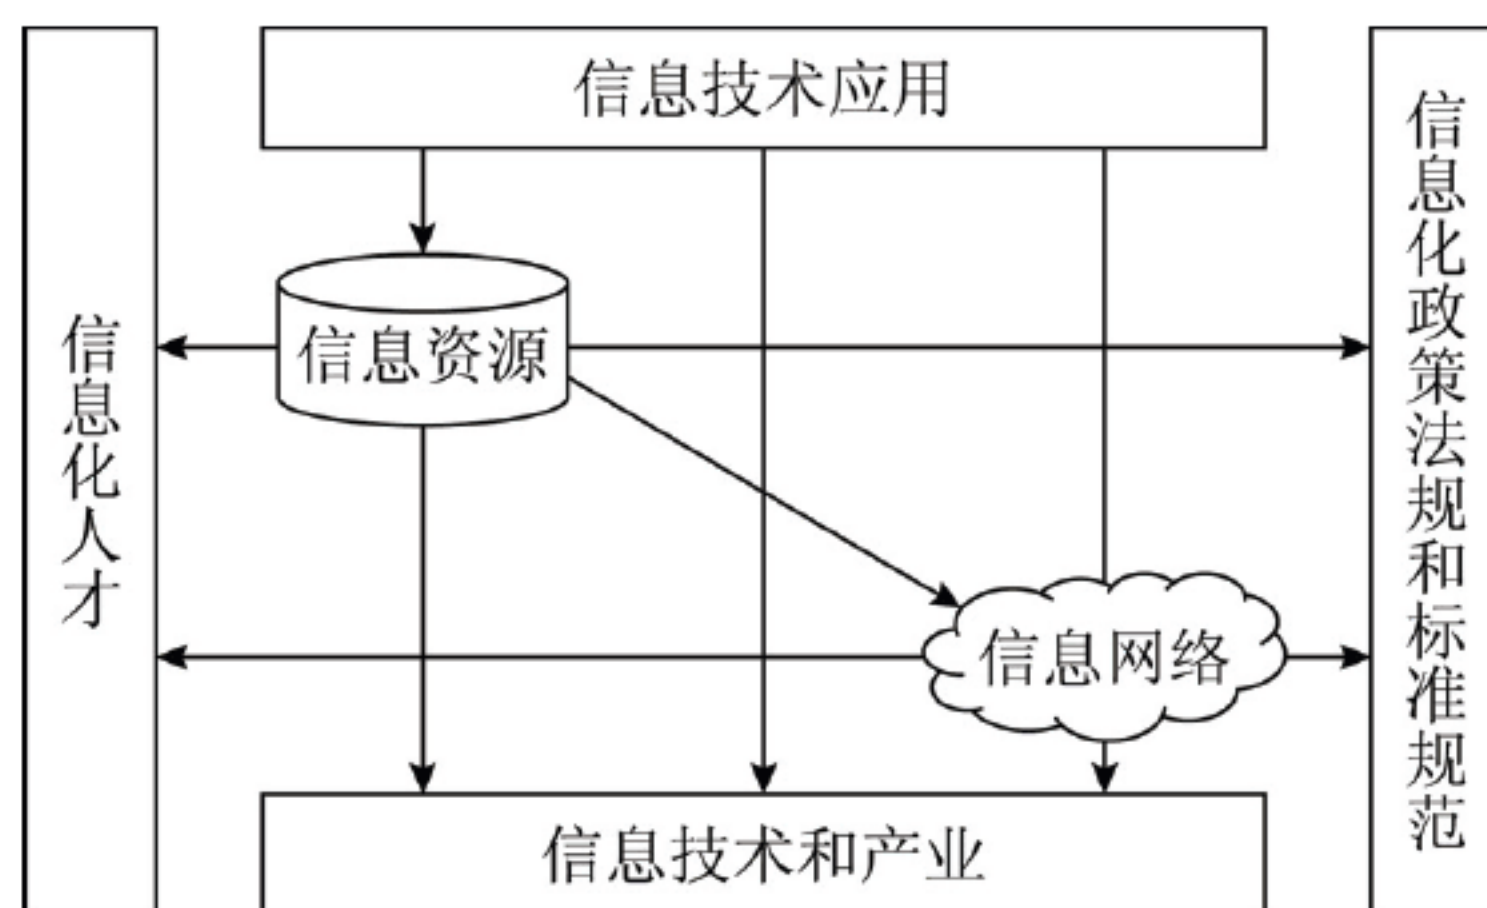 信息技术应用
信息资源
信息网络
信息技术和产业
信息化人才
信息化政策法规和标准规范